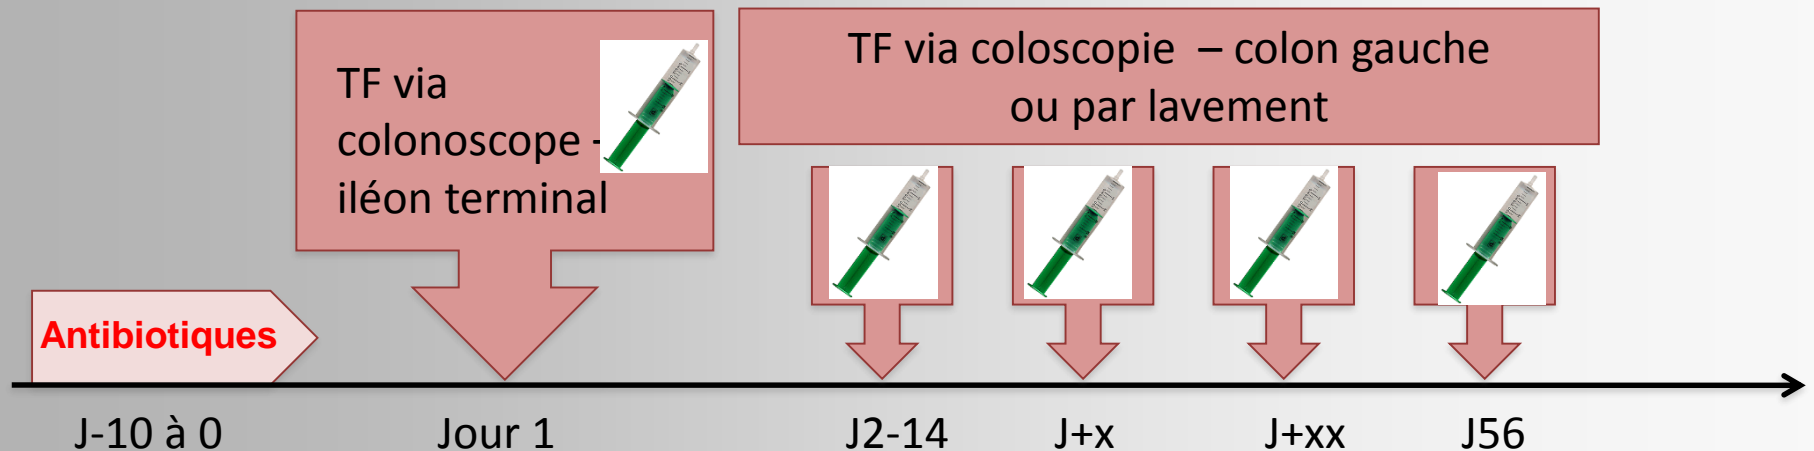 TF via
colonoscope -
iléon terminal
TF via coloscopie – colon gauche
ou par lavement
Antibiotiques
J-10 à 0
Jour 1
J2-14
J+x
J+xx
J56